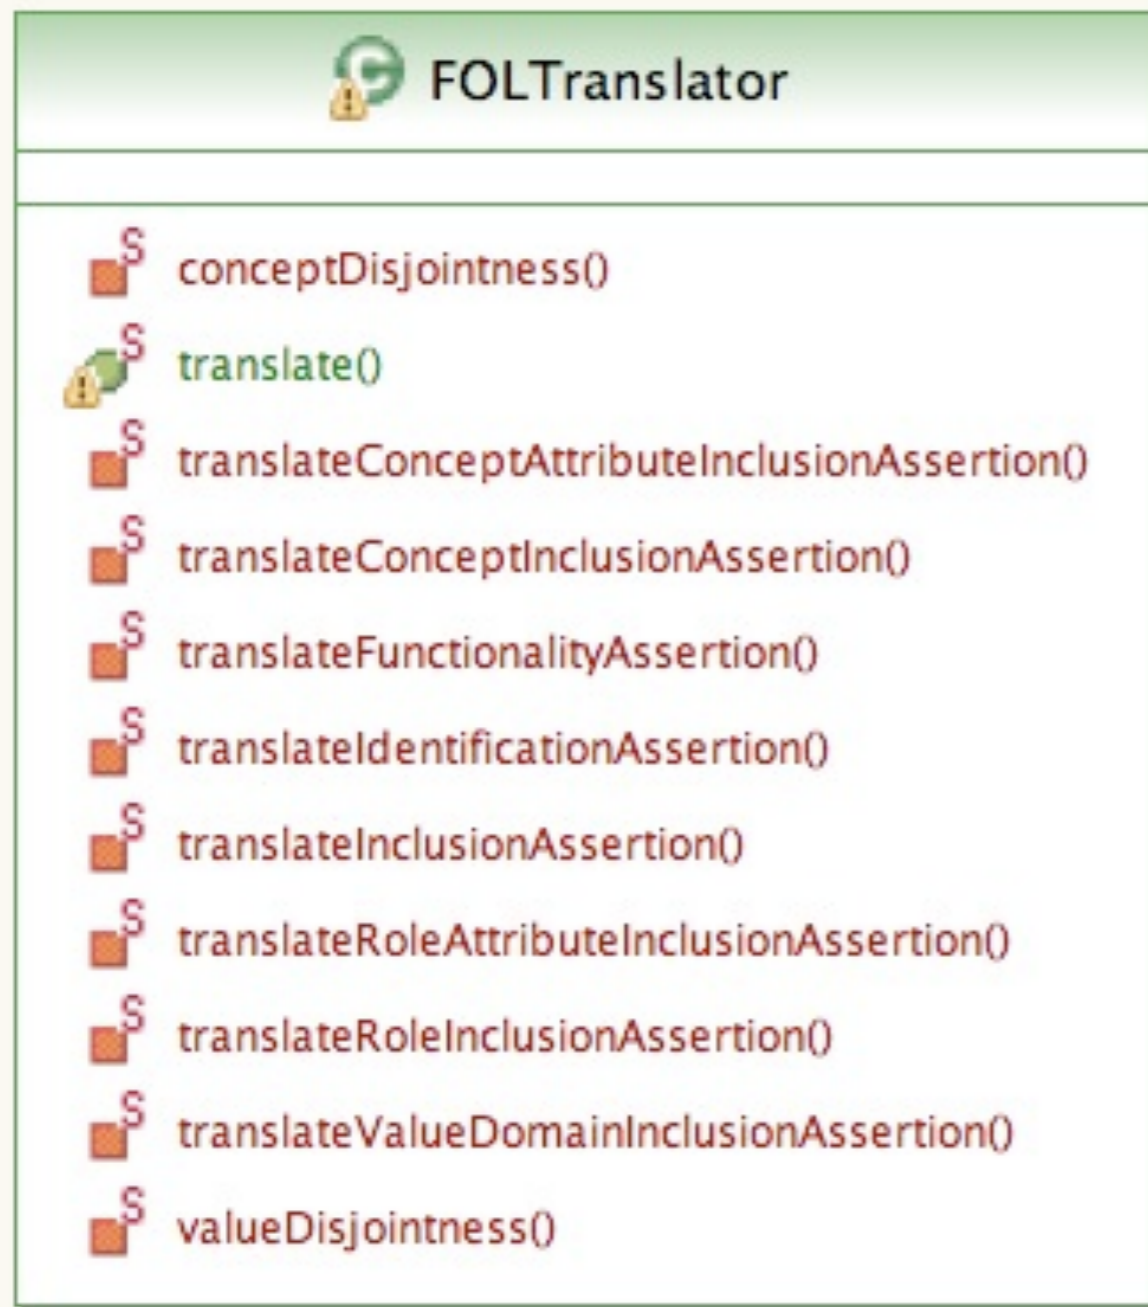 FOLTranslator
S conceptDisjointness()
S translate()
S translateConceptAttributeInclusionAssertion()
S translateConceptInclusionAssertion()
S translateFunctionalityAssertion()
S translateIdentificationAssertion()
S translateInclusionAssertion()
S translateRoleAttributeInclusionAssertion()
S translateRoleInclusionAssertion()
S translateValueDomainInclusionAssertion()
S valueDisjointness()